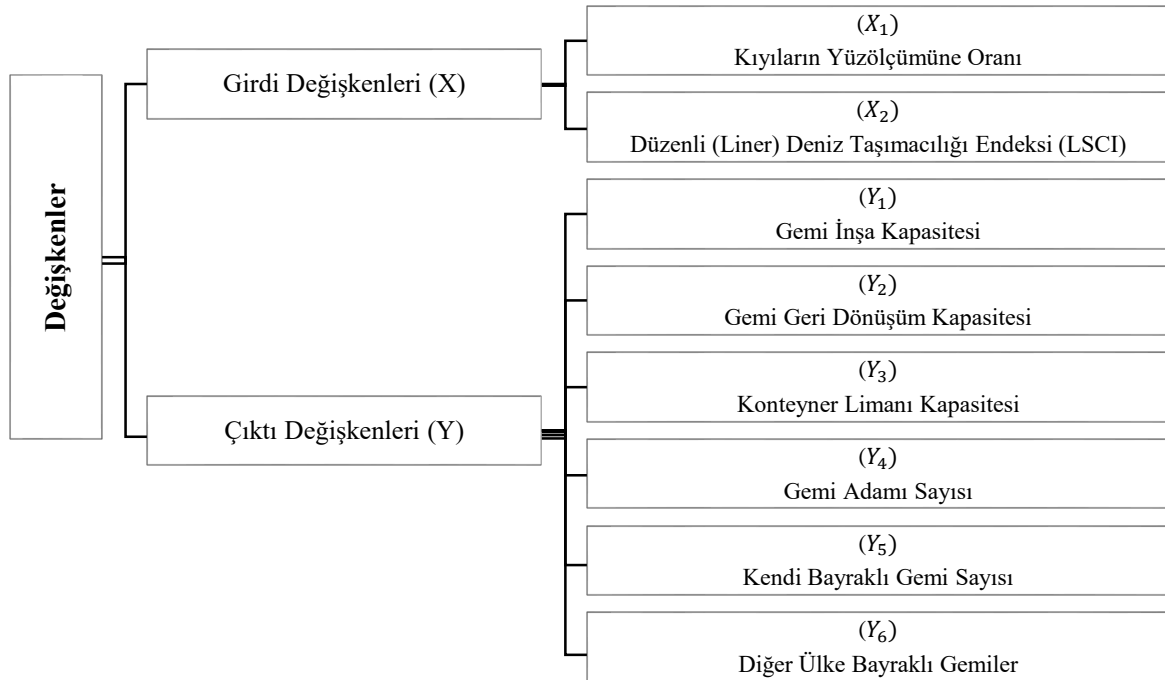 Değişkenler
Girdi Değişkenleri (X)
(X₁)
Kıyıların Yüzölçümüne Oranı
(X₂)
Düzenli (Liner) Deniz Taşımacılığı Endeksi (LSCI)
Çıktı Değişkenleri (Y)
(Y₁)
Gemi İnşa Kapasitesi
(Y₂)
Gemi Geri Dönüşüm Kapasitesi
(Y₃)
Konteyner Limanı Kapasitesi
(Y₄)
Gemi Adamı Sayısı
(Y₅)
Kendi Bayraklı Gemi Sayısı
(Y₆)
Diğer Ülke Bayraklı Gemiler